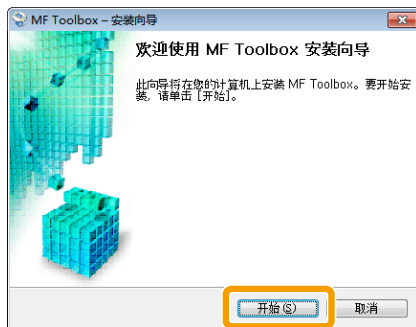 MF Toolbox – 安装向导
欢迎使用 MF Toolbox 安装向导
此向导将在您的计算机上安装 MF Toolbox。要开始安
装, 请单击 [开始]。
开始(S)
取消